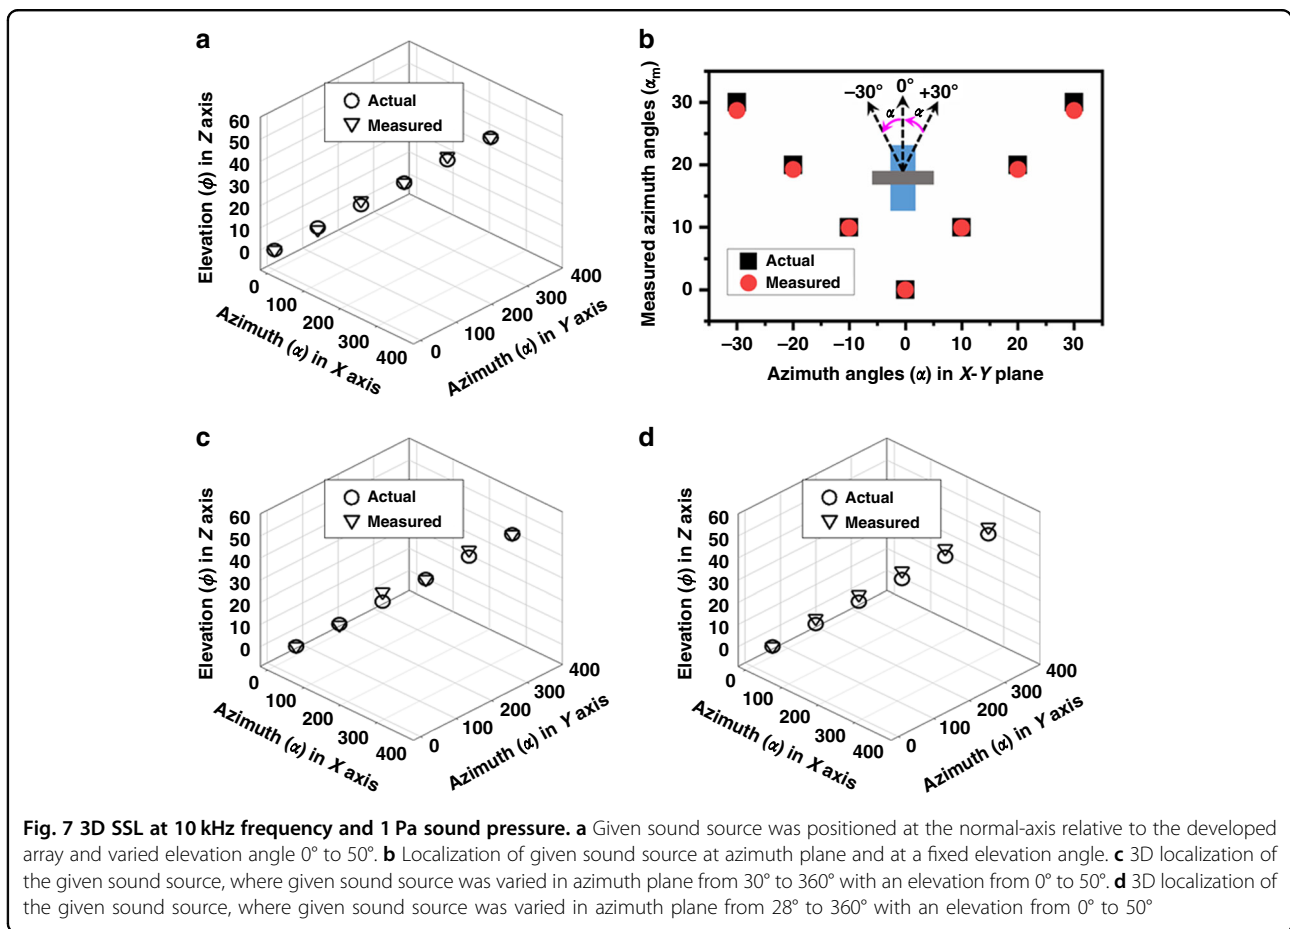 a
Actual
Measured
60
50
40
30
20
10
0
Elevation (ϕ) in Z axis
0
100
200
300
400
Azimuth (α) in X axis
0
100
200
300
400
Azimuth (α) in Y axis
b
Measured azimuth angles (αm)
30
20
10
0
–30°
0°
+30°
α
α
Actual
Measured
–30
–20
–10
0
10
20
30
Azimuth angles (α) in X-Y plane
c
Actual
Measured
60
50
40
30
20
10
0
Elevation (ϕ) in Z axis
0
100
200
300
400
Azimuth (α) in X axis
0
100
200
300
400
Azimuth (α) in Y axis
d
Actual
Measured
60
50
40
30
20
10
0
Elevation (ϕ) in Z axis
0
100
200
300
400
Azimuth (α) in X axis
0
100
200
300
400
Azimuth (α) in Y axis
Fig. 7 3D SSL at 10 kHz frequency and 1 Pa sound pressure. a Given sound source was positioned at the normal-axis relative to the developed
array and varied elevation angle 0° to 50°. b Localization of given sound source at azimuth plane and at a fixed elevation angle. c 3D localization of
the given sound source, where given sound source was varied in azimuth plane from 30° to 360° with an elevation from 0° to 50°. d 3D localization of
the given sound source, where given sound source was varied in azimuth plane from 28° to 360° with an elevation from 0° to 50°